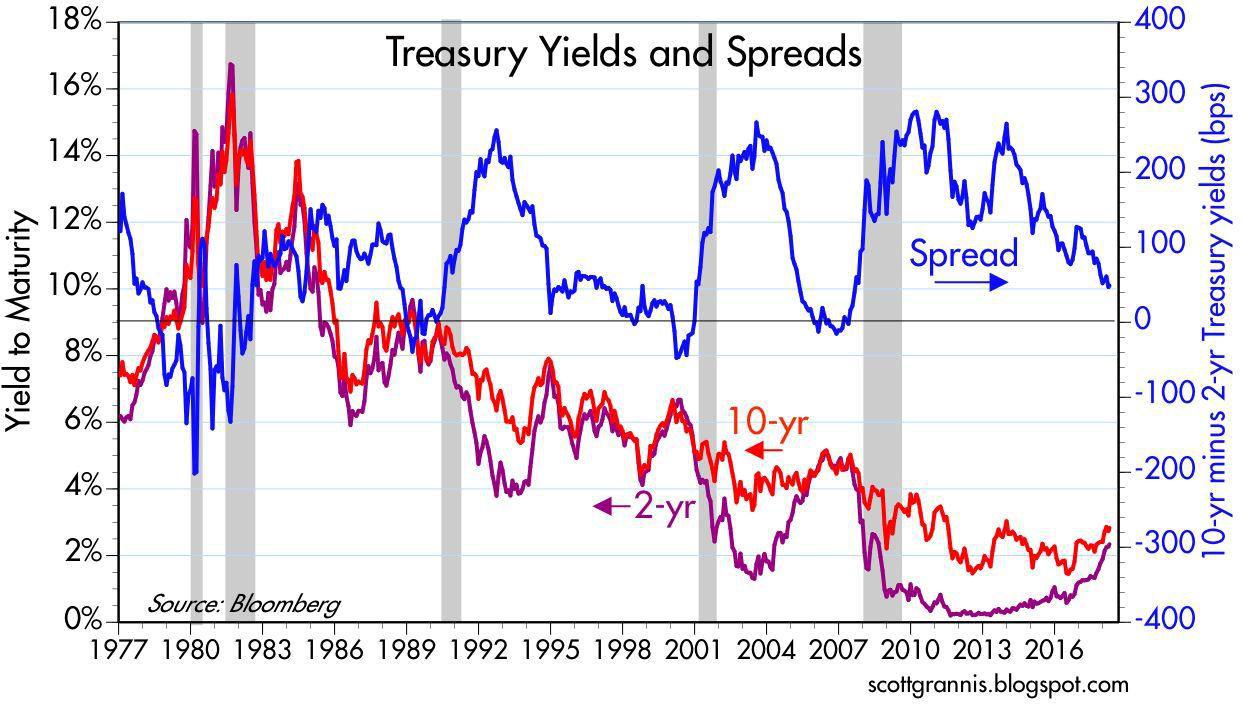 Treasury Yields and Spreads
18%
16%
14%
12%
10%
8%
6%
4%
2%
0%
Yield to Maturity
400
300
200
100
0
-100
-200
-300
-400
10-yr minus 2-yr Treasury yields (bps)
Spread
10-yr
2-yr
Source: Bloomberg
1977 1980 1983 1986 1989 1992 1995 1998 2001 2004 2007 2010 2013 2016
scottgrannis.blogspot.com